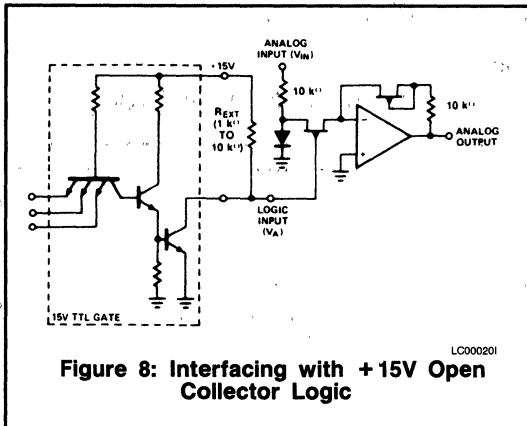 ANALOG
INPUT (VIN)
+15V
10 kΩ
REXT
(1 kΩ
TO
10 kΩ)
10 kΩ
ANALOG
OUTPUT
LOGIC
INPUT
(VA)
15V TTL GATE
LC00020I
Figure 8: Interfacing with +15V Open
Collector Logic